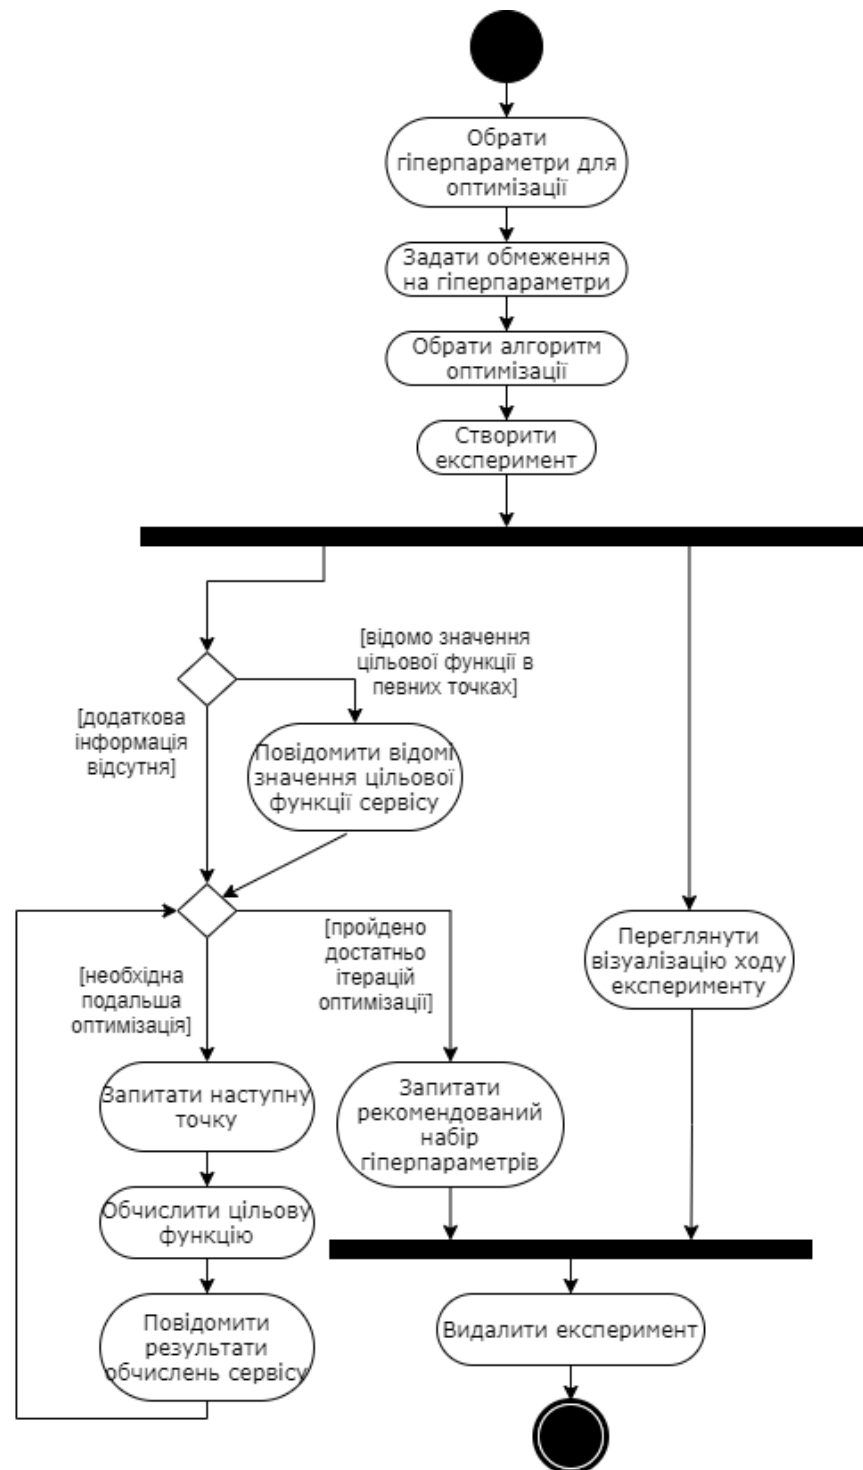 Обрати
гіперпараметри для
оптимізації
Задати обмеження
на гіперпараметри
Обрати алгоритм
оптимізації
Створити
експеримент
[відомо значення
цільової функції в
певних точках]
[додаткова
інформація
відсутня]
Повідомити відомі
значення цільової
функції сервісу
[пройдено
достатньо
ітерацій
оптимізації]
[необхідна
подальша
оптимізація]
Переглянути
візуалізацію ходу
експерименту
Запитати наступну
точку
Запитати
рекомендований
набір
гіперпараметрів
Обчислити цільову
функцію
Повідомити
результати
обчислень сервісу
Видалити експеримент